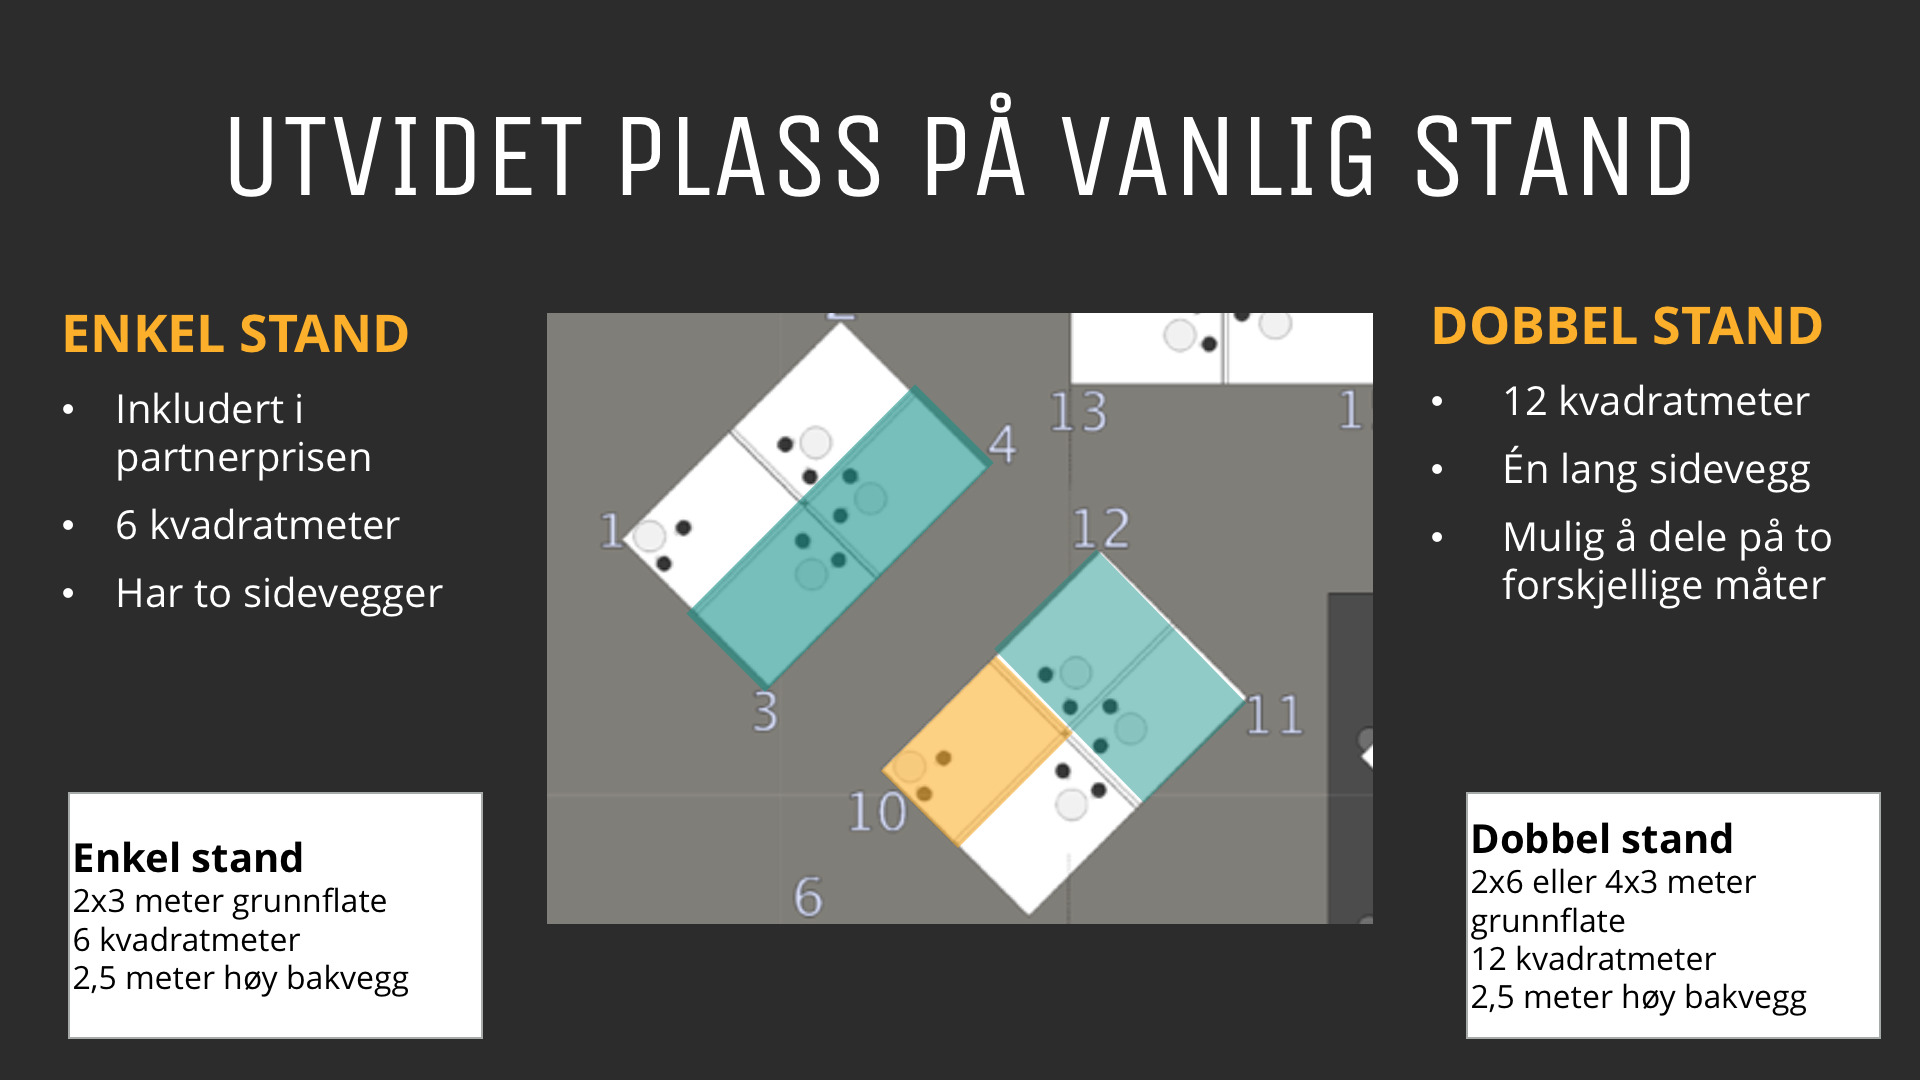 UTVIDET PLASS PÅ VANLIG STAND
ENKEL STAND
• Inkludert i
partnerprisen
• 6 kvadratmeter
• Har to sidevegger
Enkel stand
2x3 meter grunnflate
6 kvadratmeter
2,5 meter høy bakvegg
4
13
1
12
3
11
10
6
DOBBEL STAND
• 12 kvadratmeter
• Én lang sidevegg
• Mulig å dele på to
forskjellige måter
Dobbel stand
2x6 eller 4x3 meter
grunnflate
12 kvadratmeter
2,5 meter høy bakvegg